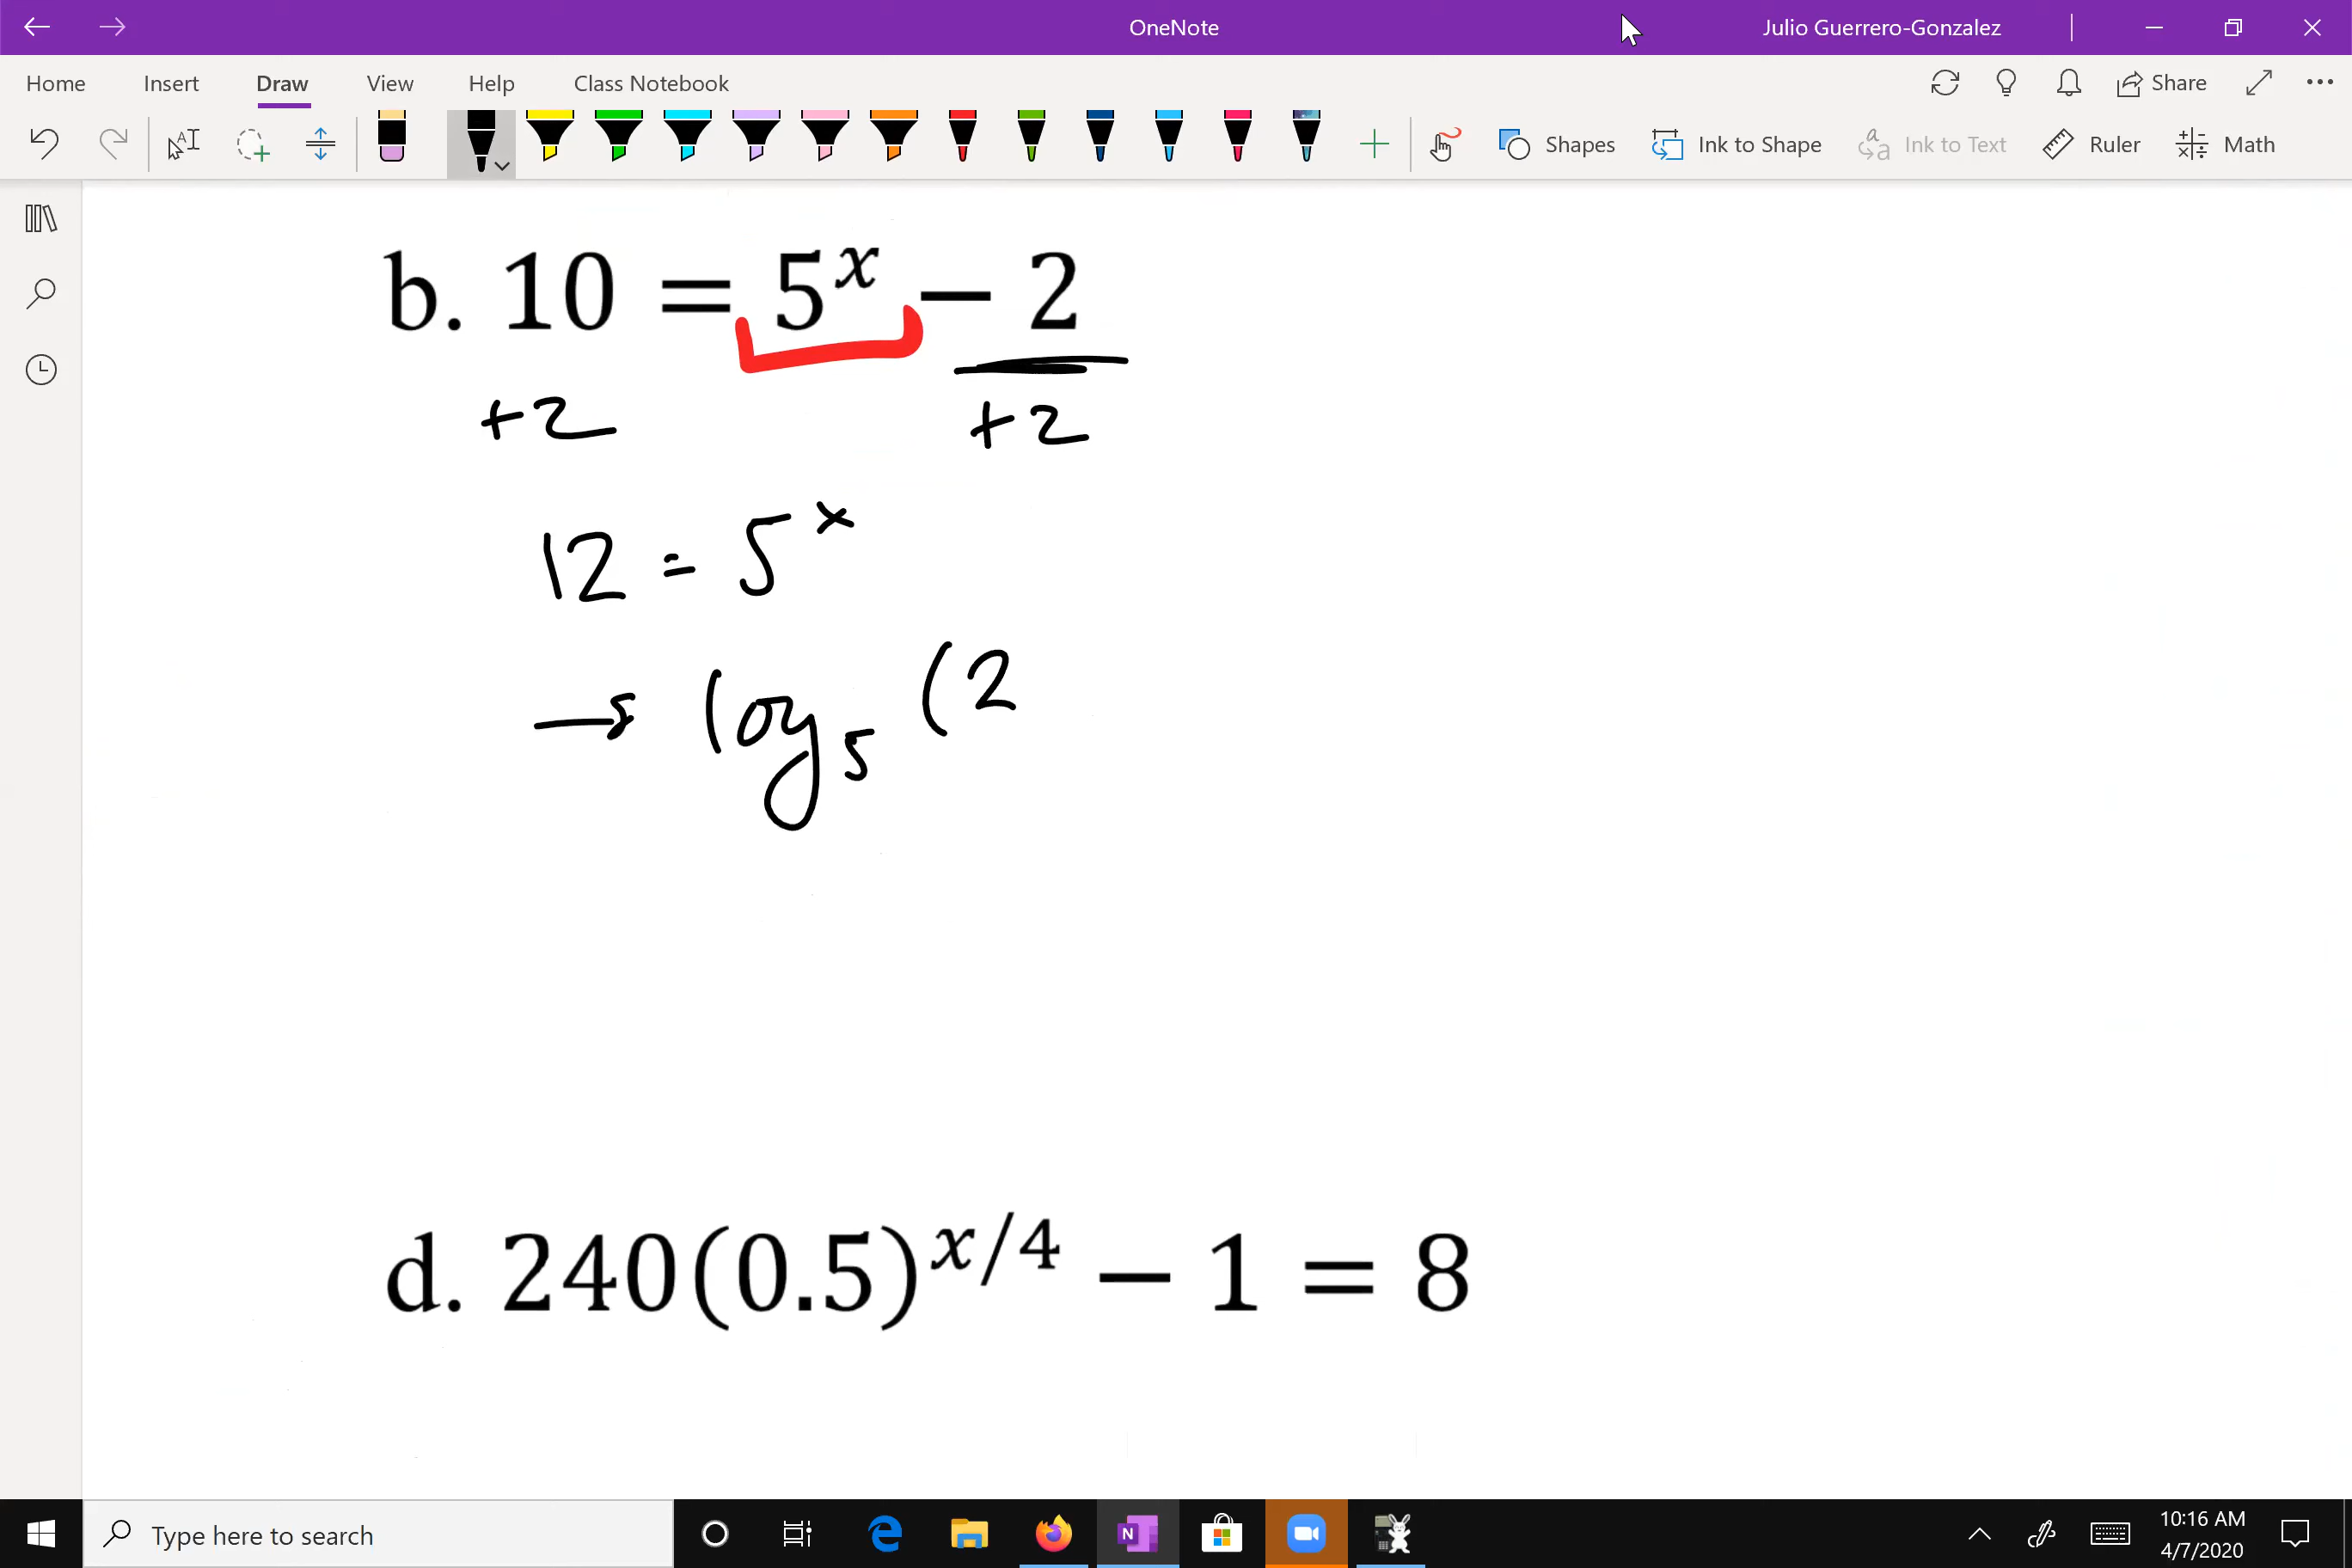 OneNote
Julio Guerrero-Gonzalez
Home Insert Draw View Help Class Notebook
Share
Shapes Ink to Shape Ink to Text Ruler Math
b. 10 = 5^x − 2
+2 +2
12 = 5^x
→ log_5 (2
d. 240(0.5)^{x/4} − 1 = 8
Type here to search
N
10:16 AM
4/7/2020